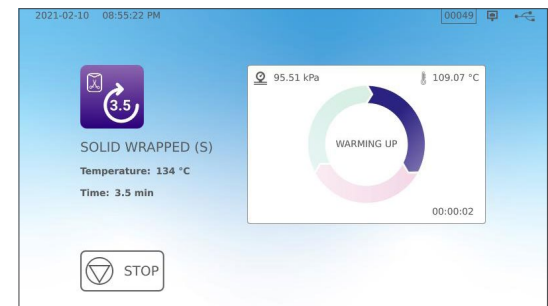 2021-02-10 08:55:22 PM 00049
3.5
95.51 kPa 109.07 °C
SOLID WRAPPED (S)
WARMING UP
Temperature: 134 °C
Time: 3.5 min
00:00:02
STOP